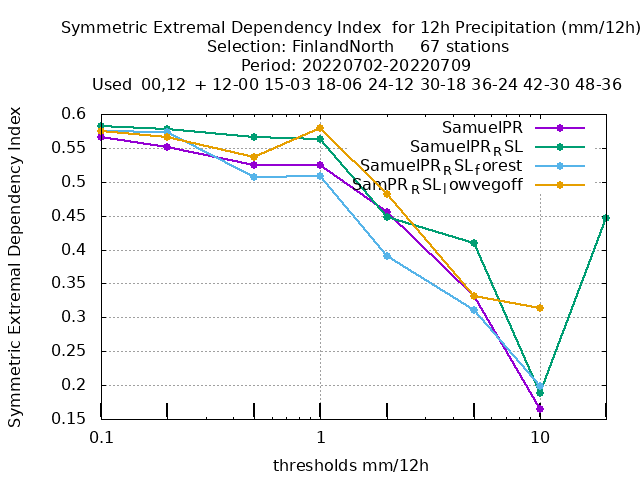 Symmetric Extremal Dependency Index  for 12h Precipitation (mm/12h)
Selection: FinlandNorth     67 stations
Period: 20220702-20220709
Used  00,12  + 12-00 15-03 18-06 24-12 30-18 36-24 42-30 48-36
Symmetric Extremal Dependency Index
0.6
0.55
0.5
0.45
0.4
0.35
0.3
0.25
0.2
0.15
SamuelPR
SamuelPR_RSL
SamuelPR_RSL_forest
SamPR_RSL_lowvegoff
0.1
1
10
thresholds mm/12h